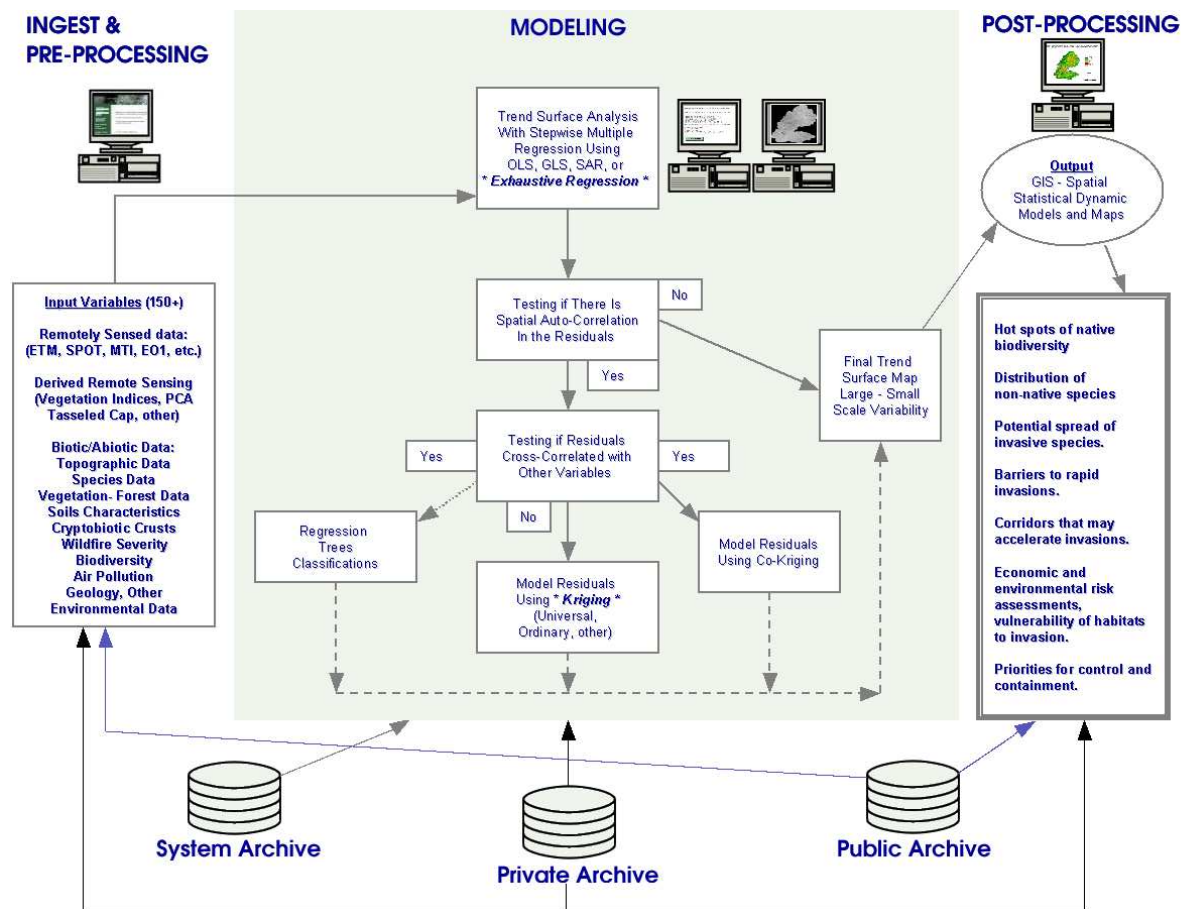 INGEST &
PRE-PROCESSING
MODELING
POST-PROCESSING
Trend Surface Analysis
With Stepwise Multiple
Regression Using
OLS, GLS, SAR, or
* Exhaustive Regression *
Output
GIS - Spatial
Statistical Dynamic
Models and Maps
Input Variables (150+)
Remotely Sensed data:
(ETM, SPOT, MTI, EO1, etc.)
Derived Remote Sensing
(Vegetation Indices, PCA
Tasseled Cap, other)
Biotic/Abiotic Data:
Topographic Data
Species Data
Vegetation- Forest Data
Soils Characteristics
Cryptobiotic Crusts
Wildfire Severity
Biodiversity
Air Pollution
Geology, Other
Environmental Data
Testing if There Is
Spatial Auto-Correlation
In the Residuals
No
Yes
Final Trend
Surface Map
Large - Small
Scale Variability
Testing if Residuals
Cross-Correlated with
Other Variables
Yes
Yes
No
Regression
Trees
Classifications
Model Residuals
Using * Kriging *
(Universal,
Ordinary, other)
Model Residuals
Using Co-Kriging
Hot spots of native
biodiversity
Distribution of
non-native species
Potential spread of
invasive species.
Barriers to rapid
invasions.
Corridors that may
accelerate invasions.
Economic and
environmental risk
assessments,
vulnerability of habitats
to invasion.
Priorities for control and
containment.
System Archive
Private Archive
Public Archive